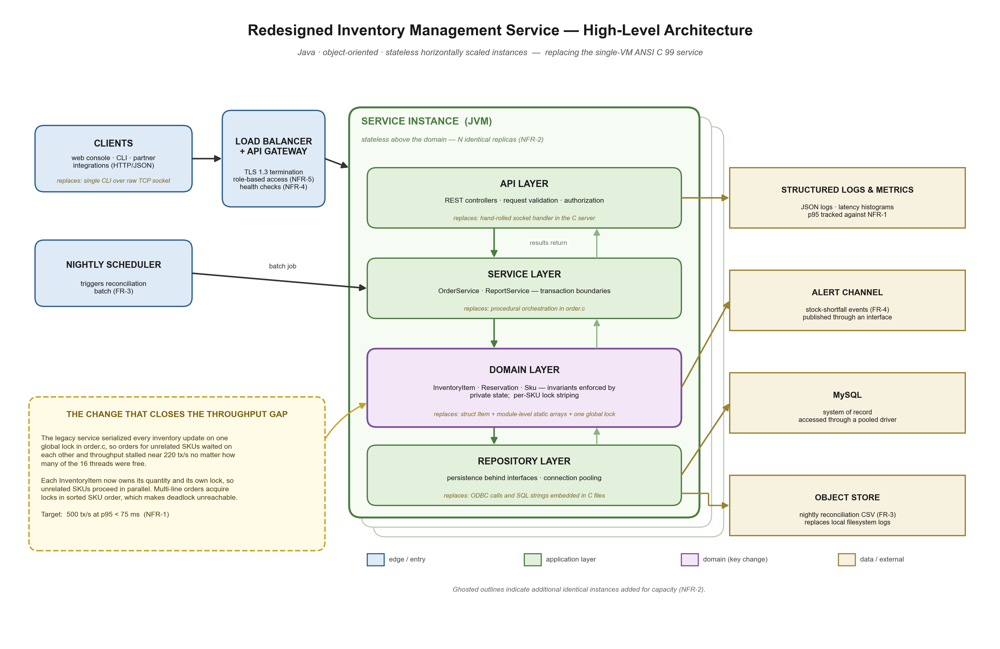 Redesigned Inventory Management Service — High-Level Architecture
Java · object-oriented · stateless horizontally scaled instances — replacing the single-VM ANSI C 99 service
CLIENTS
web console · CLI · partner
integrations (HTTP/JSON)
replaces: single CLI over raw TCP socket
LOAD BALANCER
+ API GATEWAY
TLS 1.3 termination
role-based access (NFR-5)
health checks (NFR-4)
NIGHTLY SCHEDULER
triggers reconciliation
batch (FR-3)
batch job
THE CHANGE THAT CLOSES THE THROUGHPUT GAP
The legacy service serialized every inventory update on one
global lock in order.c, so orders for unrelated SKUs waited on
each other and throughput stalled near 220 tx/s no matter how
many of the 16 threads were free.
Each InventoryItem now owns its quantity and its own lock, so
unrelated SKUs proceed in parallel. Multi-line orders acquire
locks in sorted SKU order, which makes deadlock unreachable.
Target: 500 tx/s at p95 < 75 ms (NFR-1)
SERVICE INSTANCE (JVM)
stateless above the domain — N identical replicas (NFR-2)
API LAYER
REST controllers · request validation · authorization
replaces: hand-rolled socket handler in the C server
results return
SERVICE LAYER
OrderService · ReportService — transaction boundaries
replaces: procedural orchestration in order.c
DOMAIN LAYER
InventoryItem · Reservation · Sku — invariants enforced by
private state; per-SKU lock striping
replaces: struct Item + module-level static arrays + one global lock
REPOSITORY LAYER
persistence behind interfaces · connection pooling
replaces: ODBC calls and SQL strings embedded in C files
STRUCTURED LOGS & METRICS
JSON logs · latency histograms
p95 tracked against NFR-1
ALERT CHANNEL
stock-shortfall events (FR-4)
published through an interface
MySQL
system of record
accessed through a pooled driver
OBJECT STORE
nightly reconciliation CSV (FR-3)
replaces local filesystem logs
edge / entry
application layer
domain (key change)
data / external
Ghosted outlines indicate additional identical instances added for capacity (NFR-2).